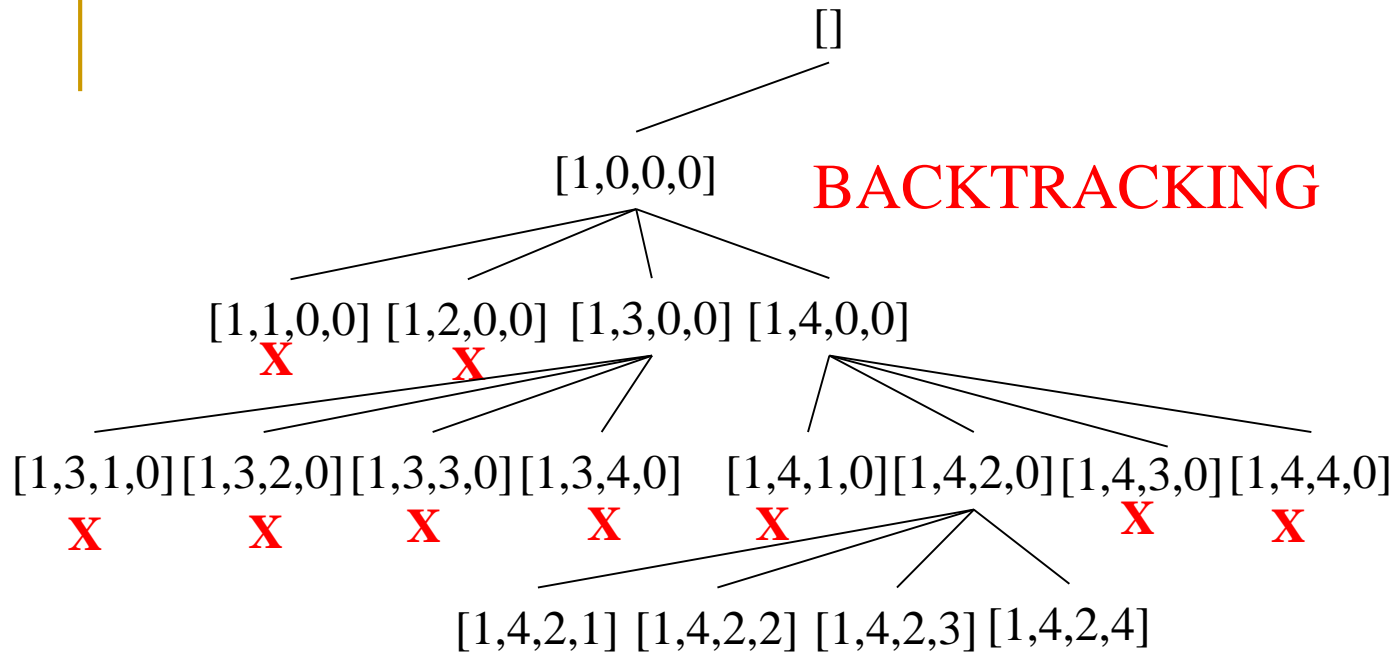 []
[1,0,0,0]
BACKTRACKING
[1,1,0,0] [1,2,0,0] [1,3,0,0] [1,4,0,0]
X X
[1,3,1,0] [1,3,2,0] [1,3,3,0] [1,3,4,0] [1,4,1,0] [1,4,2,0] [1,4,3,0] [1,4,4,0]
X X X X X X X
[1,4,2,1] [1,4,2,2] [1,4,2,3] [1,4,2,4]